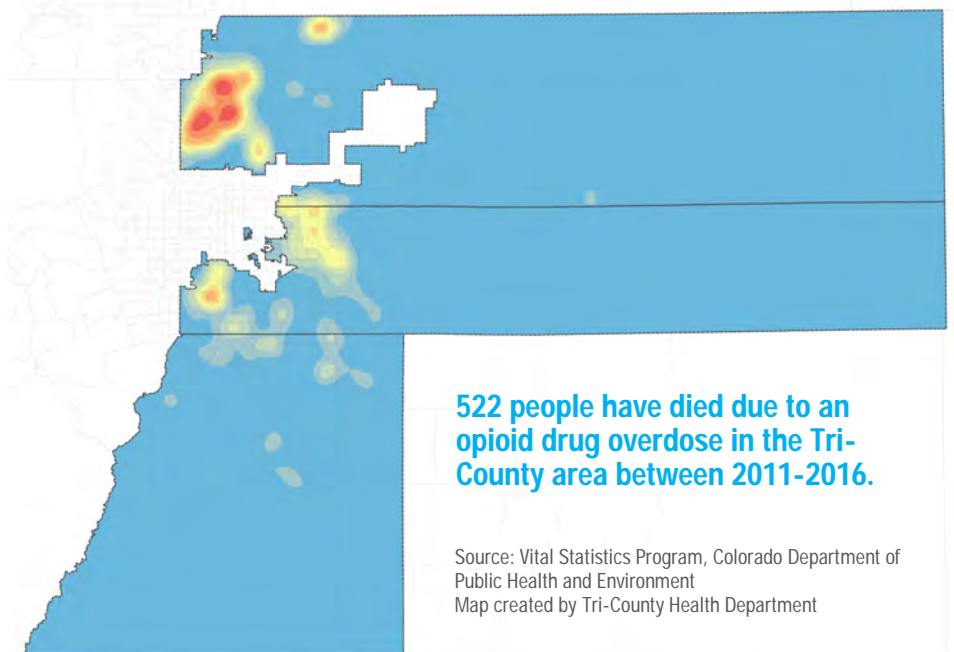 522 people have died due to an
opioid drug overdose in the Tri-
County area between 2011-2016.
Source: Vital Statistics Program, Colorado Department of
Public Health and Environment
Map created by Tri-County Health Department